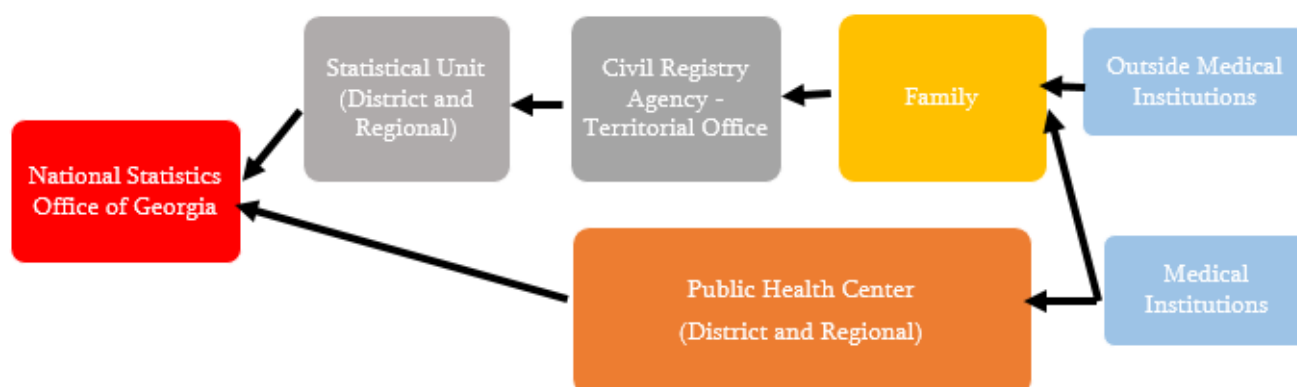 Statistical Unit
(District and
Regional)
Civil Registry
Agency -
Territorial Office
Family
Outside Medical
Institutions
National Statistics
Office of Georgia
Public Health Center
(District and Regional)
Medical
Institutions